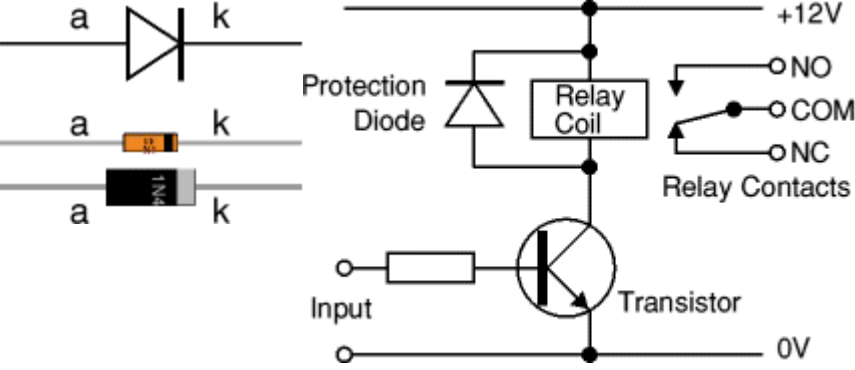 a k
a k
1N4
a k
+12V
Protection
Diode
Relay
Coil
NO
COM
NC
Relay Contacts
Input
Transistor
0V